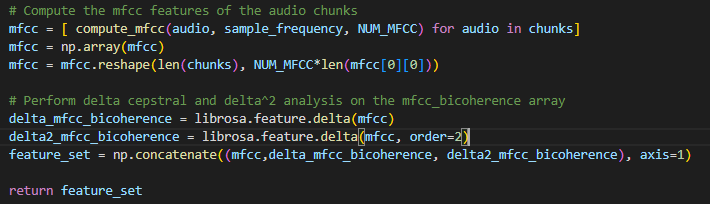 # Compute the mfcc features of the audio chunks
mfcc = [ compute_mfcc(audio, sample_frequency, NUM_MFCC) for audio in chunks]
mfcc = np.array(mfcc)
mfcc = mfcc.reshape(len(chunks), NUM_MFCC*len(mfcc[0][0]))
# Perform delta cepstral and delta^2 analysis on the mfcc_bicoherence array
delta_mfcc_bicoherence = librosa.feature.delta(mfcc)
delta2_mfcc_bicoherence = librosa.feature.delta(mfcc, order=2)
feature_set = np.concatenate((mfcc,delta_mfcc_bicoherence, delta2_mfcc_bicoherence), axis=1)
return feature_set